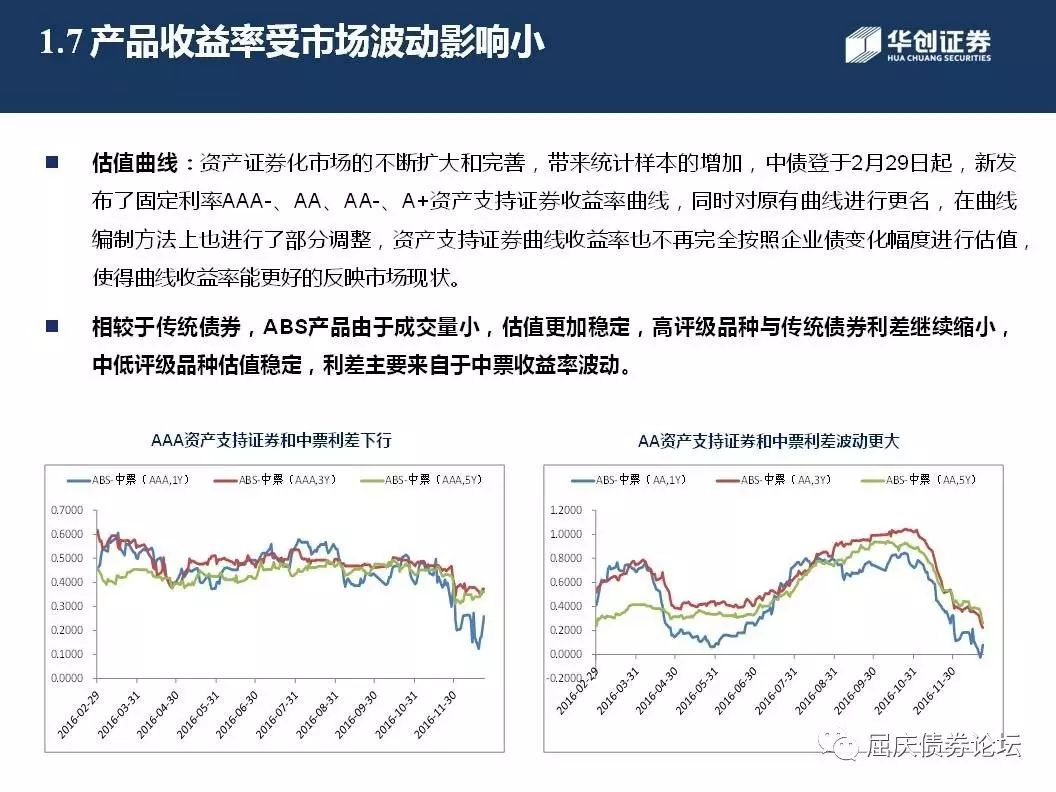 1.7 产品收益率受市场波动影响小
华创证券
HUA CHUANG SECURITIES
估值曲线：资产证券化市场的不断扩大和完善，带来统计样本的增加，中债登于2月29日起，新发
布了固定利率AAA-、AA、AA-、A+资产支持证券收益率曲线，同时对原有曲线进行更名，在曲线
编制方法上也进行了部分调整，资产支持证券曲线收益率也不再完全按照企业债变化幅度进行估值，
使得曲线收益率能更好的反映市场现状。
相较于传统债券，ABS产品由于成交量小，估值更加稳定，高评级品种与传统债券利差继续缩小，
中低评级品种估值稳定，利差主要来自于中票收益率波动。
AAA资产支持证券和中票利差下行
ABS-中票（AAA,1Y） ABS-中票（AAA,3Y） ABS-中票（AAA,5Y）
0.7000
0.6000
0.5000
0.4000
0.3000
0.2000
0.1000
0.0000
2016-02-29 2016-03-31 2016-04-30 2016-05-31 2016-06-30 2016-07-31 2016-08-31 2016-09-30 2016-10-31 2016-11-30
AA资产支持证券和中票利差波动更大
ABS-中票（AA,1Y） ABS-中票（AA,3Y） ABS-中票（AA,5Y）
1.2000
1.0000
0.8000
0.6000
0.4000
0.2000
0.0000
-0.2000
2016-02-29 2016-03-31 2016-04-30 2016-05-31 2016-06-30 2016-07-31 2016-08-31 2016-09-30 2016-10-31 2016-11-30
屈庆债券论坛